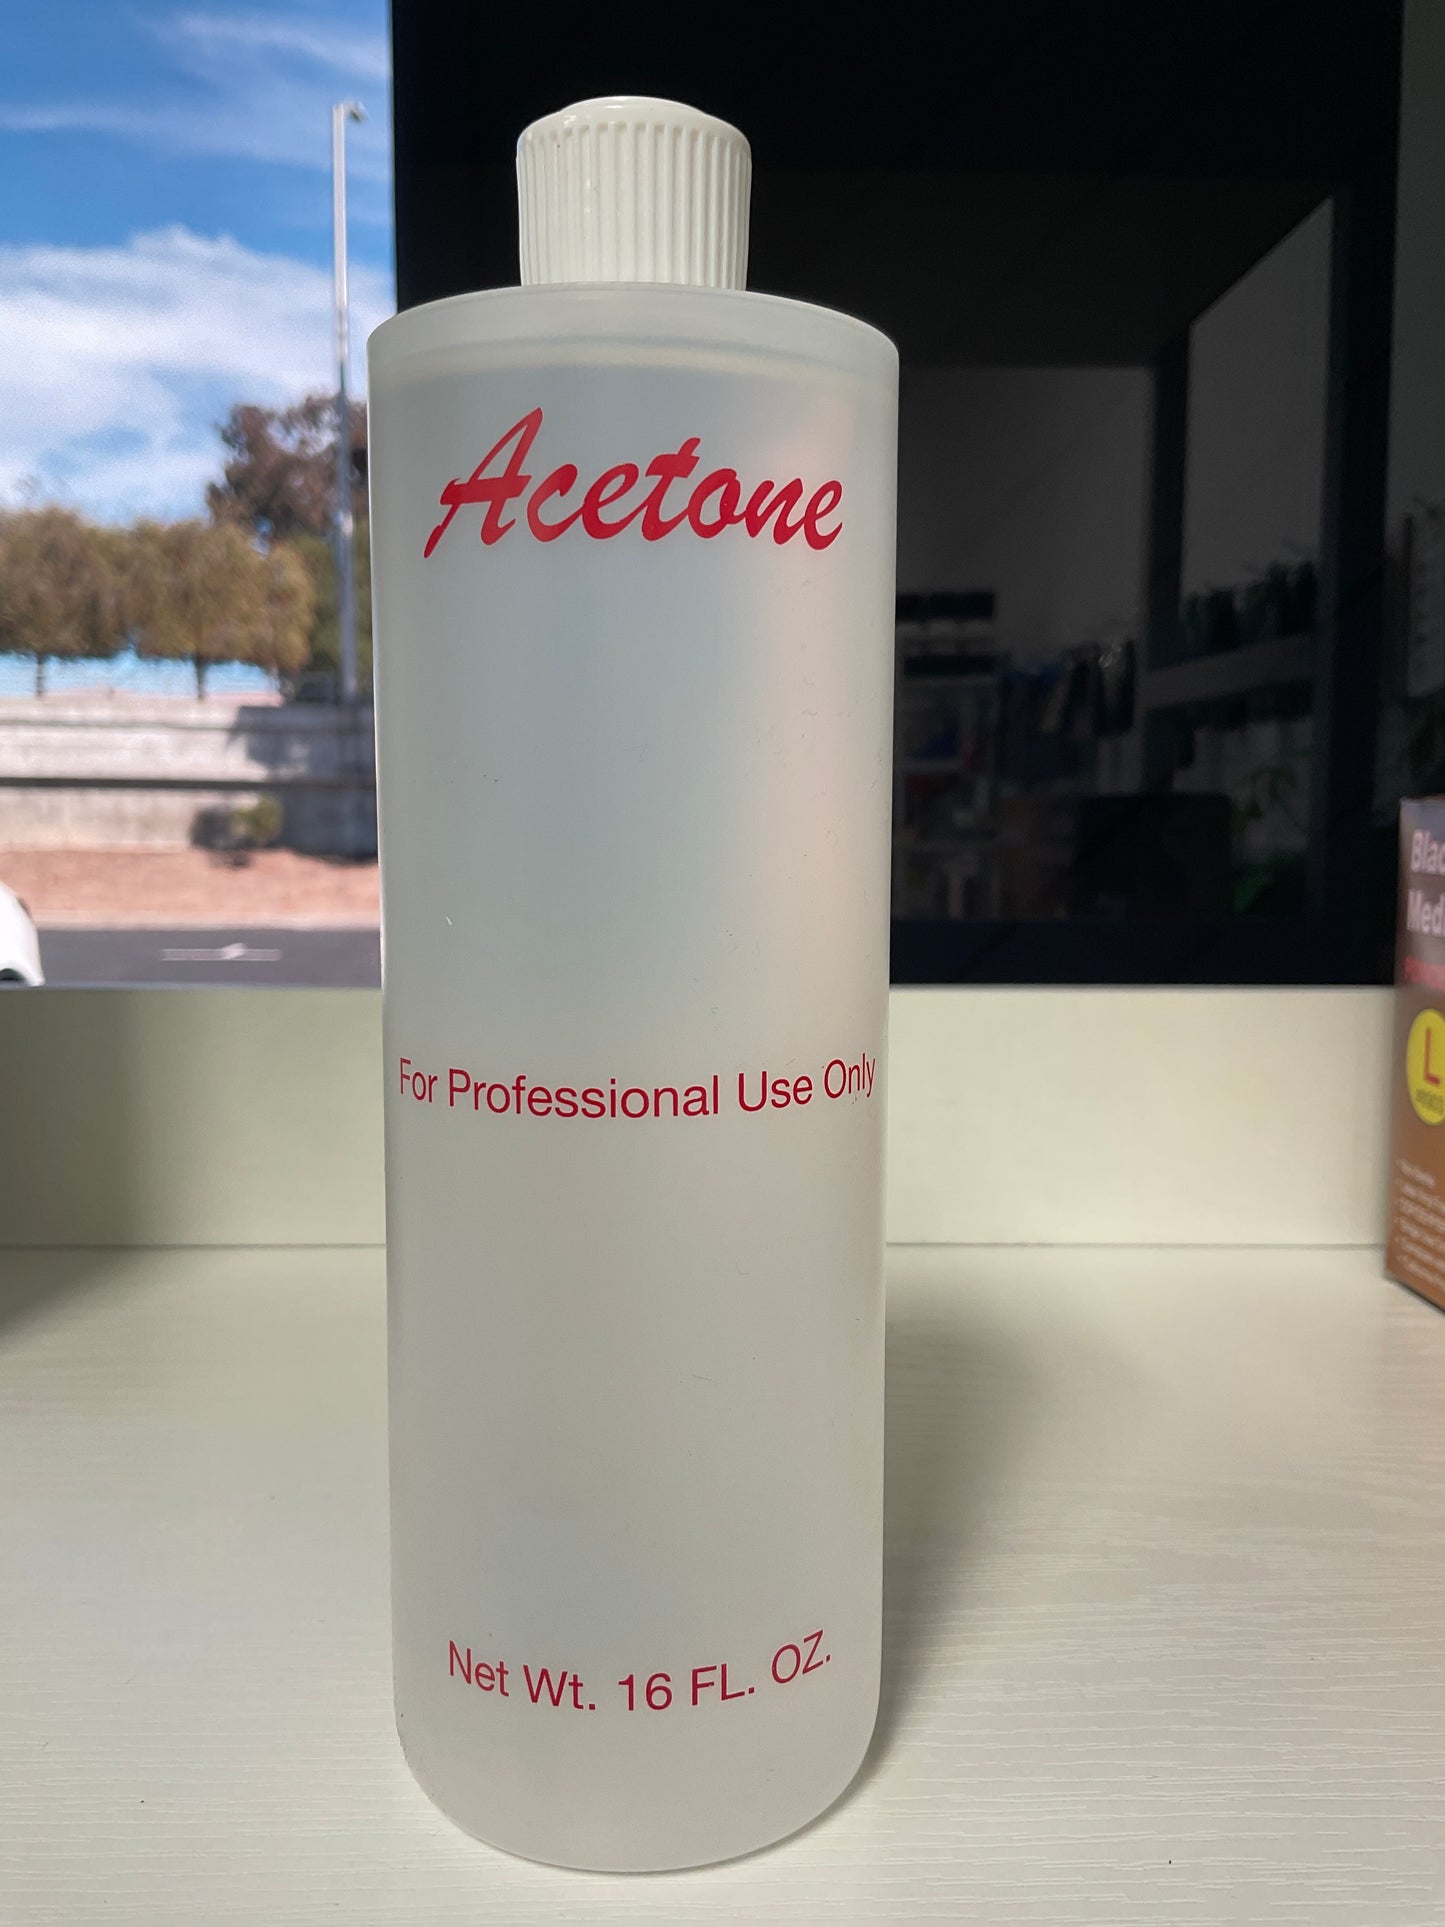 Acetone
For Professional Use Only
Net Wt. 16 FL. OZ.
L